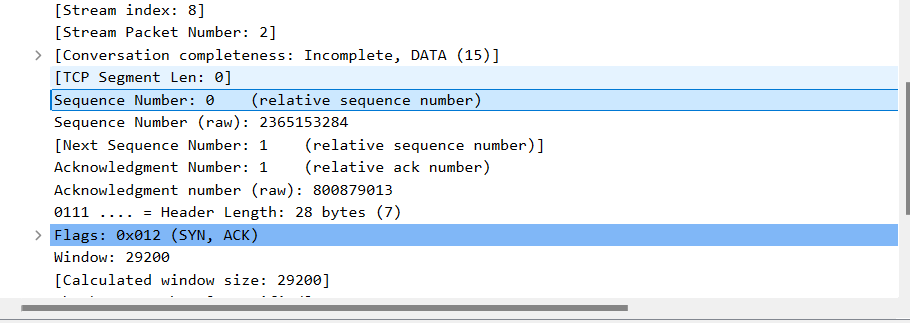 [Stream index: 8]
[Stream Packet Number: 2]
[Conversation completeness: Incomplete, DATA (15)]
[TCP Segment Len: 0]
Sequence Number: 0    (relative sequence number)
Sequence Number (raw): 2365153284
[Next Sequence Number: 1    (relative sequence number)]
Acknowledgment Number: 1    (relative ack number)
Acknowledgment number (raw): 800879013
0111 .... = Header Length: 28 bytes (7)
Flags: 0x012 (SYN, ACK)
Window: 29200
[Calculated window size: 29200]